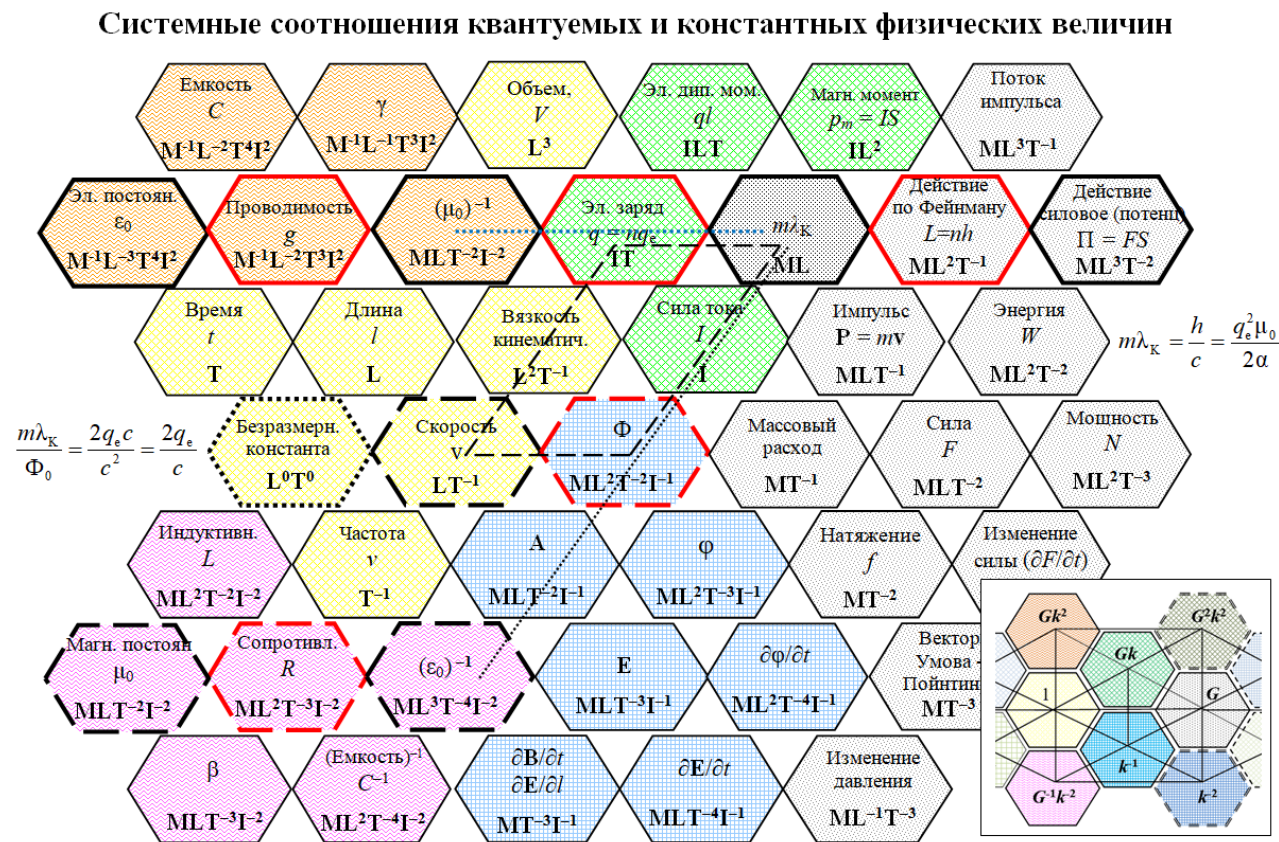 Системные соотношения квантуемых и константных физических величин
Емкость
C
M⁻¹L⁻²T⁴I²
γ
M⁻¹L⁻¹T³I²
Объем,
V
L³
Эл. дип. мом.
ql
ILT
Магн. момент
pₘ = IS
IL²
Поток
импульса
ML³T⁻¹
Эл. постоян.
ε₀
M⁻¹L⁻³T⁴I²
Проводимость
g
M⁻¹L⁻²T³I²
(μ₀)⁻¹
MLT⁻²I⁻²
Эл. заряд
q = nqₑ
IT
mλ_К
ML
Действие
по Фейнману
L=nh
ML²T⁻¹
Действие
силовое (потенц)
Π = FS
ML³T⁻²
Время
t
T
Длина
l
L
Вязкость
кинематич.
L²T⁻¹
Сила тока
I
I
Импульс
P = mv
MLT⁻¹
Энергия
W
ML²T⁻²
mλ_К = h/c = qₑ²μ₀/2α
mλ_К/Φ₀ = 2qₑc/c² = 2qₑ/c
Безразмерн.
константа
L⁰T⁰
Скорость
v
LT⁻¹
Φ
ML²T⁻²I⁻¹
Массовый
расход
MT⁻¹
Сила
F
MLT⁻²
Мощность
N
ML²T⁻³
Индуктивн.
L
ML²T⁻²I⁻²
Частота
ν
T⁻¹
A
MLT⁻²I⁻¹
φ
ML²T⁻³I⁻¹
Натяжение
f
MT⁻²
Изменение
силы (∂F/∂t)
Магн. постоян
μ₀
MLT⁻²I⁻²
Сопротивл.
R
ML²T⁻³I⁻²
(ε₀)⁻¹
ML³T⁻⁴I⁻²
E
MLT⁻³I⁻¹
∂φ/∂t
ML²T⁻⁴I⁻¹
Вектор
Умова -
Пойнтин
MT⁻³
β
MLT⁻³I⁻²
(Емкость)⁻¹
C⁻¹
ML²T⁻⁴I⁻²
∂B/∂t
∂E/∂l
MT⁻³I⁻¹
∂E/∂t
MLT⁻⁴I⁻¹
Изменение
давления
ML⁻¹T⁻³
Gk²
G²k²
Gk
1
G
k⁻¹
G⁻¹k⁻²
k⁻²